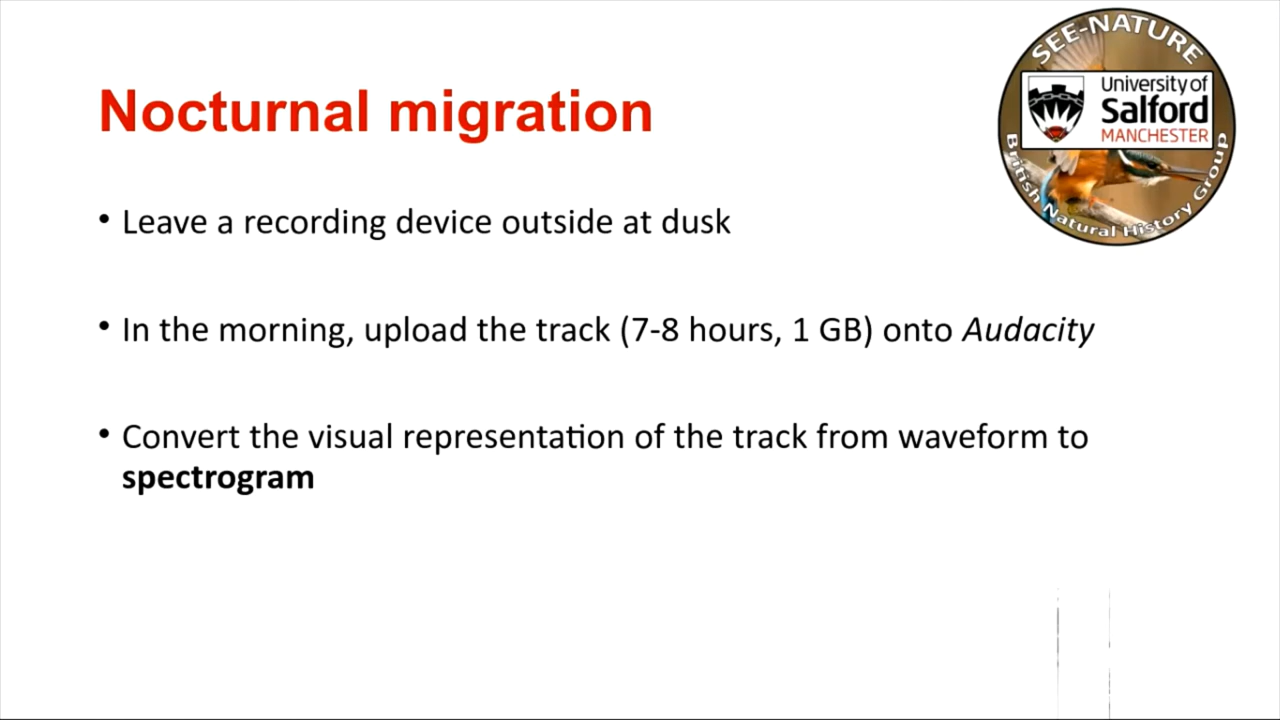 SEE-NATURE
University of
Salford
MANCHESTER
British Natural History Group
Nocturnal migration
• Leave a recording device outside at dusk
• In the morning, upload the track (7-8 hours, 1 GB) onto Audacity
• Convert the visual representation of the track from waveform to
spectrogram